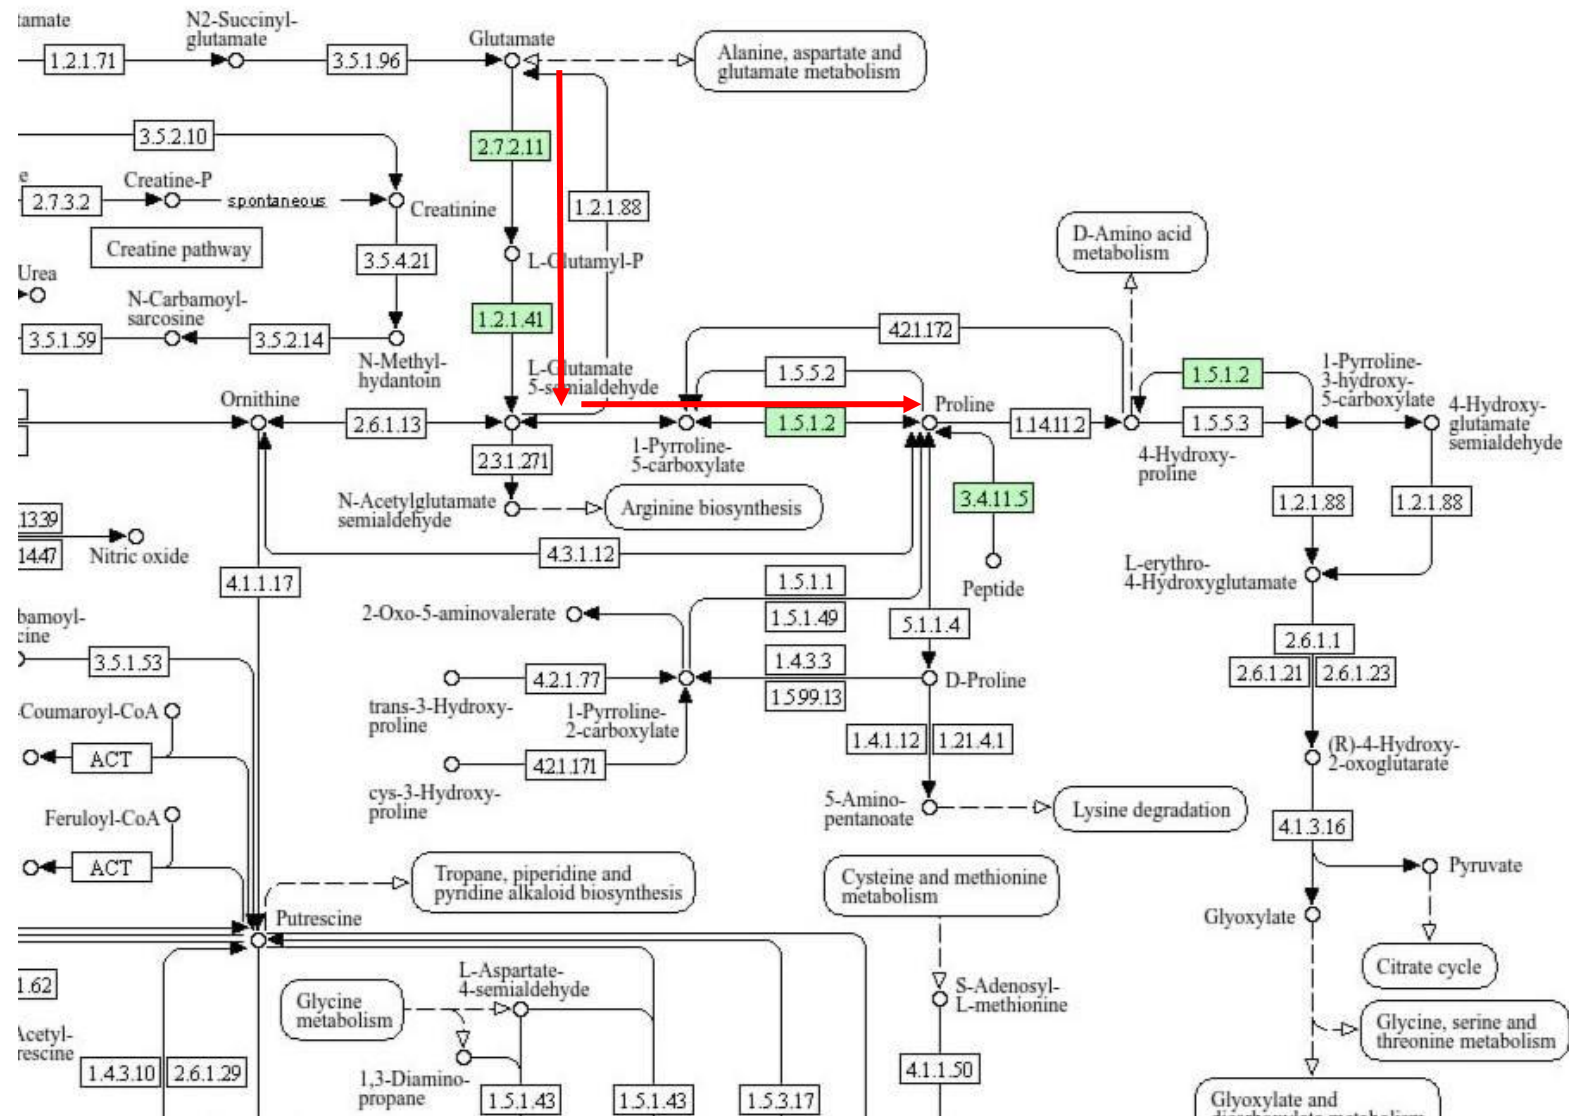 tamate
N2-Succinyl-
glutamate
Glutamate
1.2.1.71
3.5.1.96
Alanine, aspartate and
glutamate metabolism
3.5.2.10
2.7.2.11
e
Creatine-P
2.7.3.2
spontaneous
Creatinine
1.2.1.88
Creatine pathway
3.5.4.21
L-Glutamyl-P
D-Amino acid
metabolism
Urea
N-Carbamoyl-
sarcosine
1.2.1.41
3.5.1.59
3.5.2.14
N-Methyl-
hydantoin
4.2.1.172
L-Glutamate
5-semialdehyde
1.5.5.2
1.5.1.2
1-Pyrroline-
3-hydroxy-
5-carboxylate
Ornithine
2.6.1.13
1.5.1.2
Proline
1.14.11.2
1.5.5.3
4-Hydroxy-
glutamate
semialdehyde
1-Pyrroline-
5-carboxylate
4-Hydroxy-
proline
2.3.1.271
N-Acetylglutamate
semialdehyde
Arginine biosynthesis
3.4.11.5
1.2.1.88
1.2.1.88
.13.39
14.47
Nitric oxide
4.3.1.12
Peptide
L-erythro-
4-Hydroxyglutamate
4.1.1.17
1.5.1.1
1.5.1.49
2-Oxo-5-aminovalerate
5.1.1.4
bamoyl-
cine
3.5.1.53
2.6.1.1
2.6.1.21
2.6.1.23
4.2.1.77
1.4.3.3
1.5.99.13
D-Proline
trans-3-Hydroxy-
proline
1-Pyrroline-
2-carboxylate
-Coumaroyl-CoA
ACT
4.2.1.171
1.4.1.12
1.21.4.1
(R)-4-Hydroxy-
2-oxoglutarate
cys-3-Hydroxy-
proline
5-Amino-
pentanoate
Lysine degradation
Feruloyl-CoA
4.1.3.16
ACT
Tropane, piperidine and
pyridine alkaloid biosynthesis
Cysteine and methionine
metabolism
Pyruvate
Putrescine
Glyoxylate
Citrate cycle
1.62
L-Aspartate-
4-semialdehyde
Glycine
metabolism
S-Adenosyl-
L-methionine
Glycine, serine and
threonine metabolism
Acetyl-
rescine
1.4.3.10
2.6.1.29
1,3-Diamino-
propane
1.5.1.43
1.5.1.43
1.5.3.17
4.1.1.50
Glyoxylate and
dicarboxylate metabolism